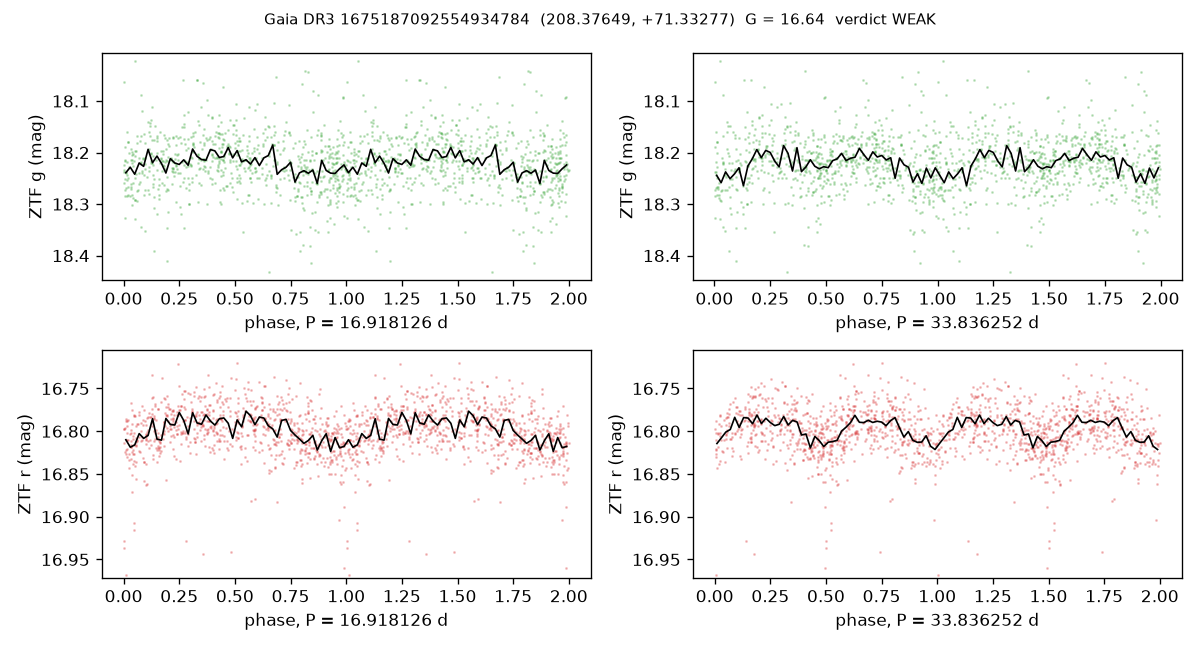 Gaia DR3 1675187092554934784  (208.37649, +71.33277)  G = 16.64  verdict WEAK
ZTF g (mag)
18.1
18.2
18.3
18.4
0.00 0.25 0.50 0.75 1.00 1.25 1.50 1.75 2.00
phase, P = 16.918126 d
ZTF g (mag)
18.1
18.2
18.3
18.4
0.00 0.25 0.50 0.75 1.00 1.25 1.50 1.75 2.00
phase, P = 33.836252 d
ZTF r (mag)
16.75
16.80
16.85
16.90
16.95
0.00 0.25 0.50 0.75 1.00 1.25 1.50 1.75 2.00
phase, P = 16.918126 d
ZTF r (mag)
16.75
16.80
16.85
16.90
16.95
0.00 0.25 0.50 0.75 1.00 1.25 1.50 1.75 2.00
phase, P = 33.836252 d